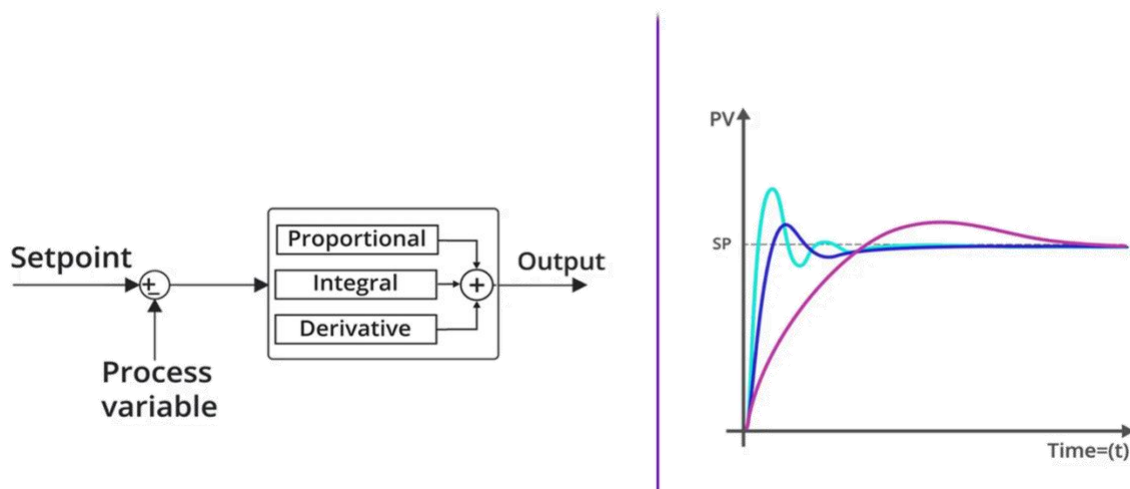 Setpoint
+
−
Process
variable
Proportional
Integral
Derivative
+
Output
PV
SP
Time=(t)